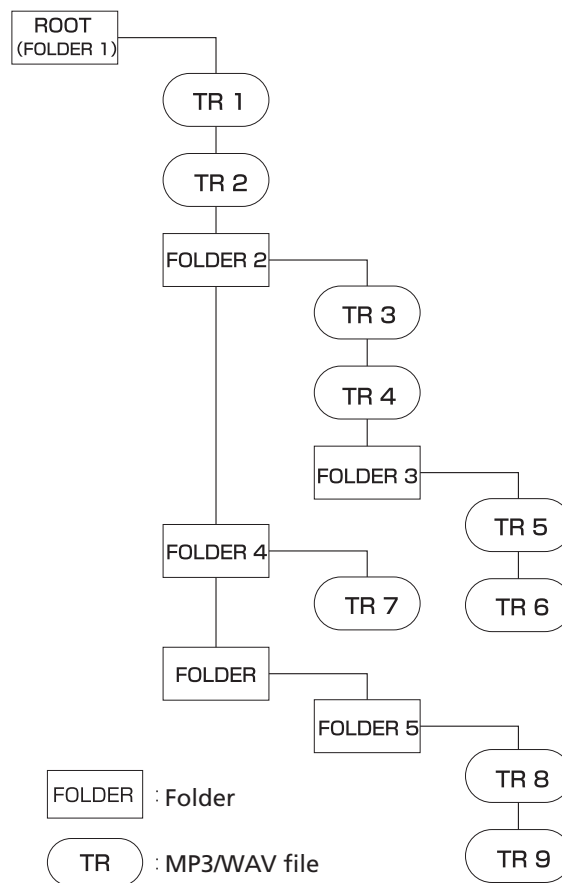 ROOT
(FOLDER 1)
TR 1
TR 2
FOLDER 2
TR 3
TR 4
FOLDER 3
TR 5
FOLDER 4
TR 7
TR 6
FOLDER
FOLDER 5
TR 8
FOLDER : Folder
TR 9
TR : MP3/WAV file